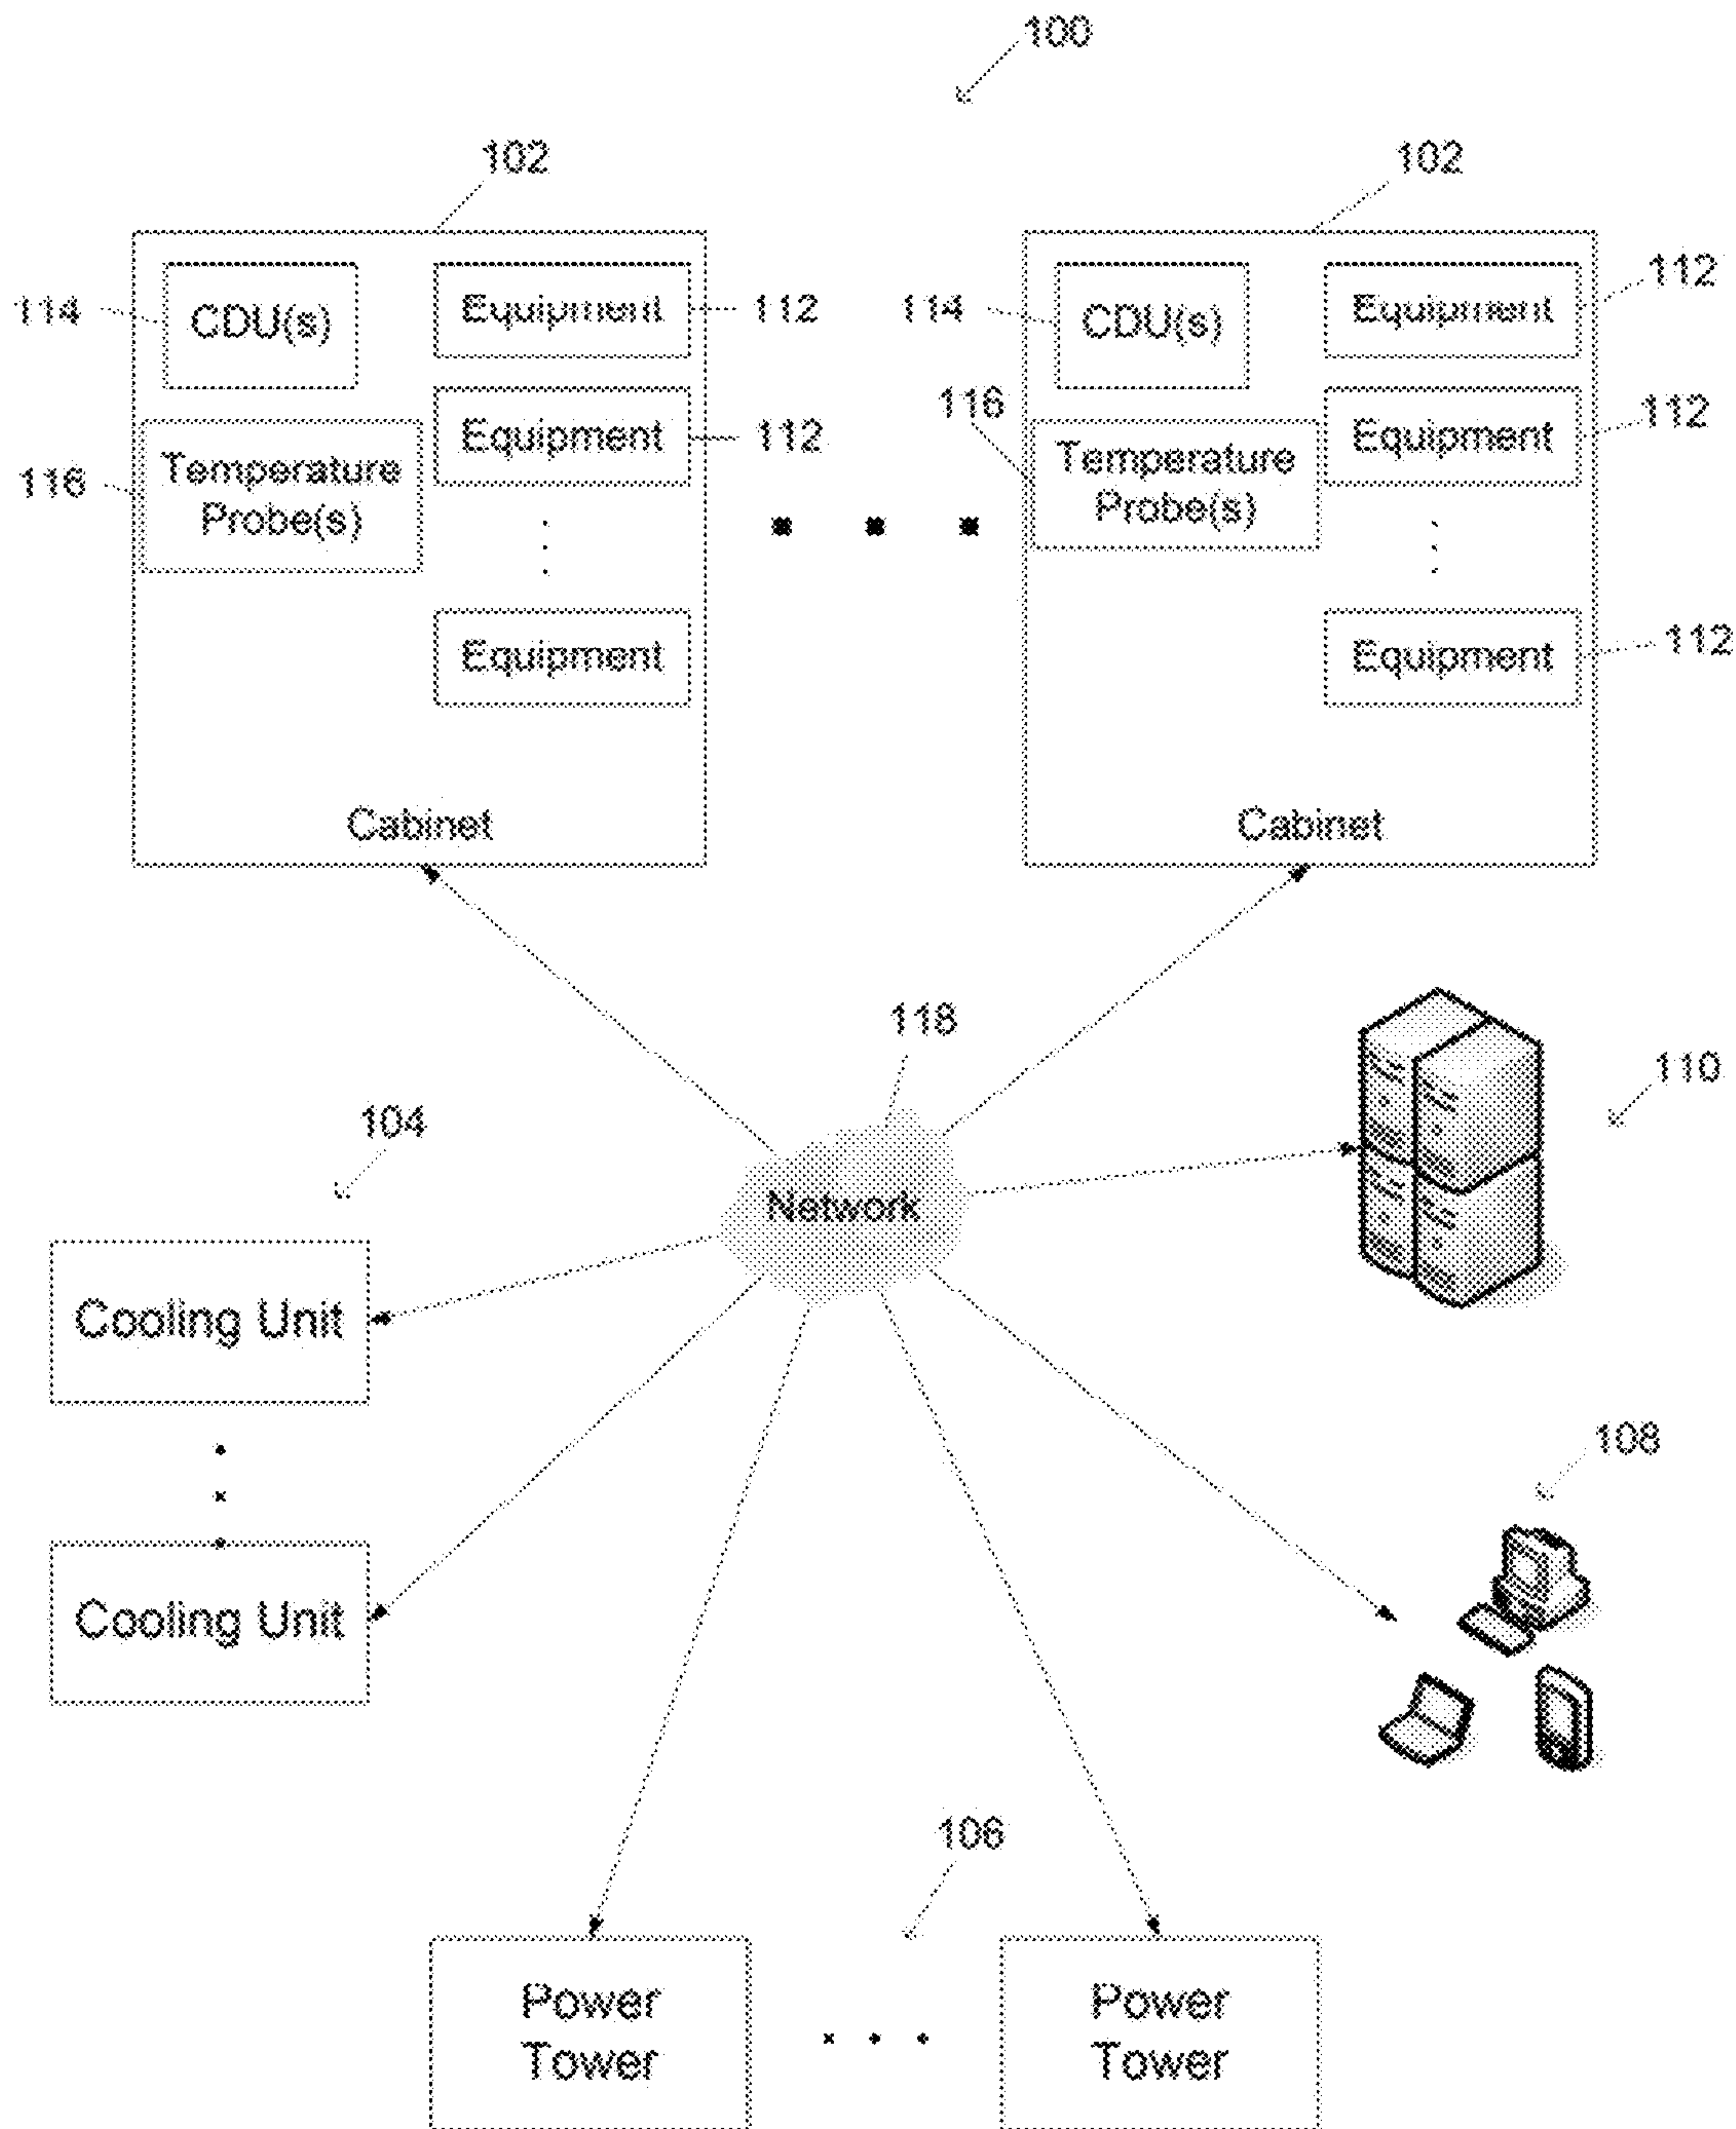 100
102
102
CDU(s)
Equipment
114
112
CDU(s)
Equipment
114
112
Equipment
112
Temperature
Probe(s)
116
Equipment
112
Temperature
Probe(s)
116
Equipment
Equipment
112
Cabinet
Cabinet
118
110
104
Network
Cooling Unit
108
Cooling Unit
106
Power
Tower
Power
Tower